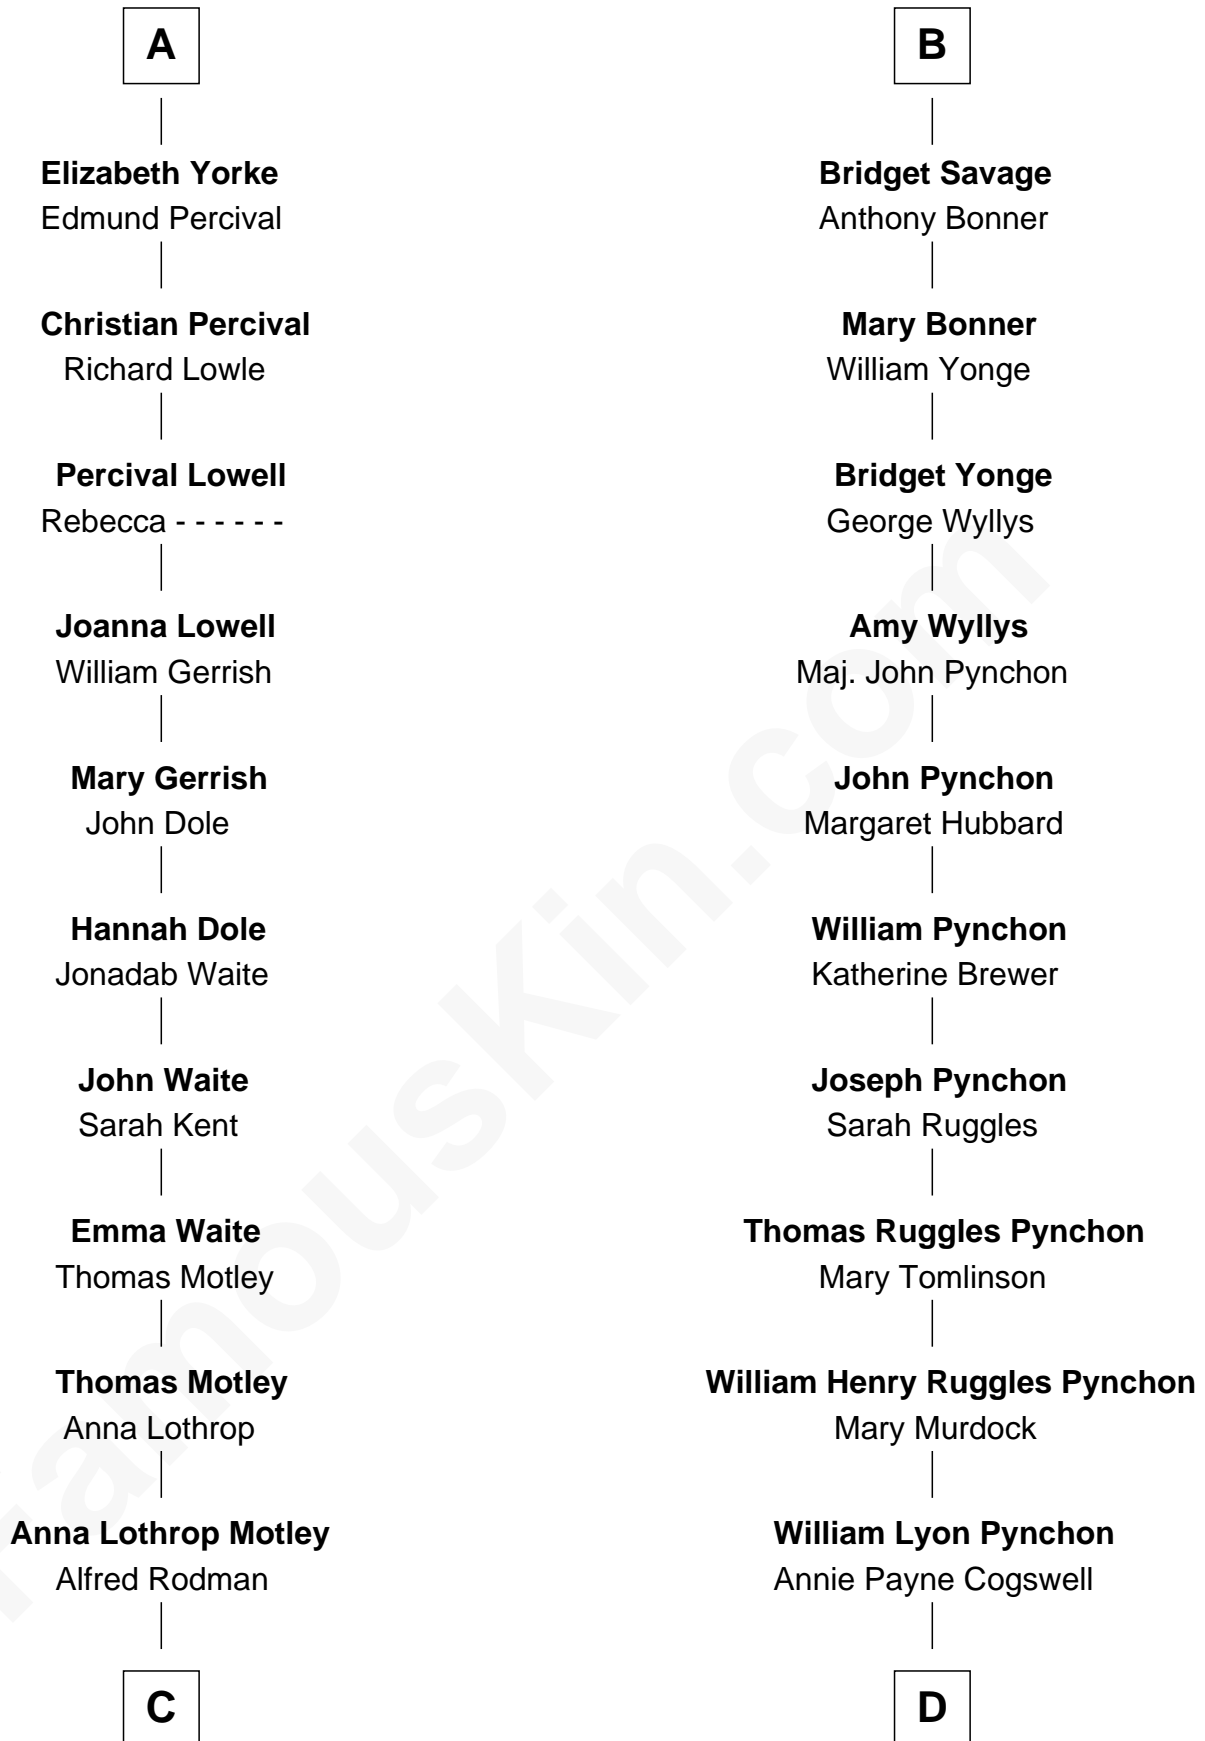 A
Elizabeth Yorke
Edmund Percival
Christian Percival
Richard Lowle
Percival Lowell
Rebecca - - - - - -
Joanna Lowell
William Gerrish
Mary Gerrish
John Dole
Hannah Dole
Jonadab Waite
John Waite
Sarah Kent
Emma Waite
Thomas Motley
Thomas Motley
Anna Lothrop
Anna Lothrop Motley
Alfred Rodman
C
B
Bridget Savage
Anthony Bonner
Mary Bonner
William Yonge
Bridget Yonge
George Wyllys
Amy Wyllys
Maj. John Pynchon
John Pynchon
Margaret Hubbard
William Pynchon
Katherine Brewer
Joseph Pynchon
Sarah Ruggles
Thomas Ruggles Pynchon
Mary Tomlinson
William Henry Ruggles Pynchon
Mary Murdock
William Lyon Pynchon
Annie Payne Cogswell
D
FamousKin.com